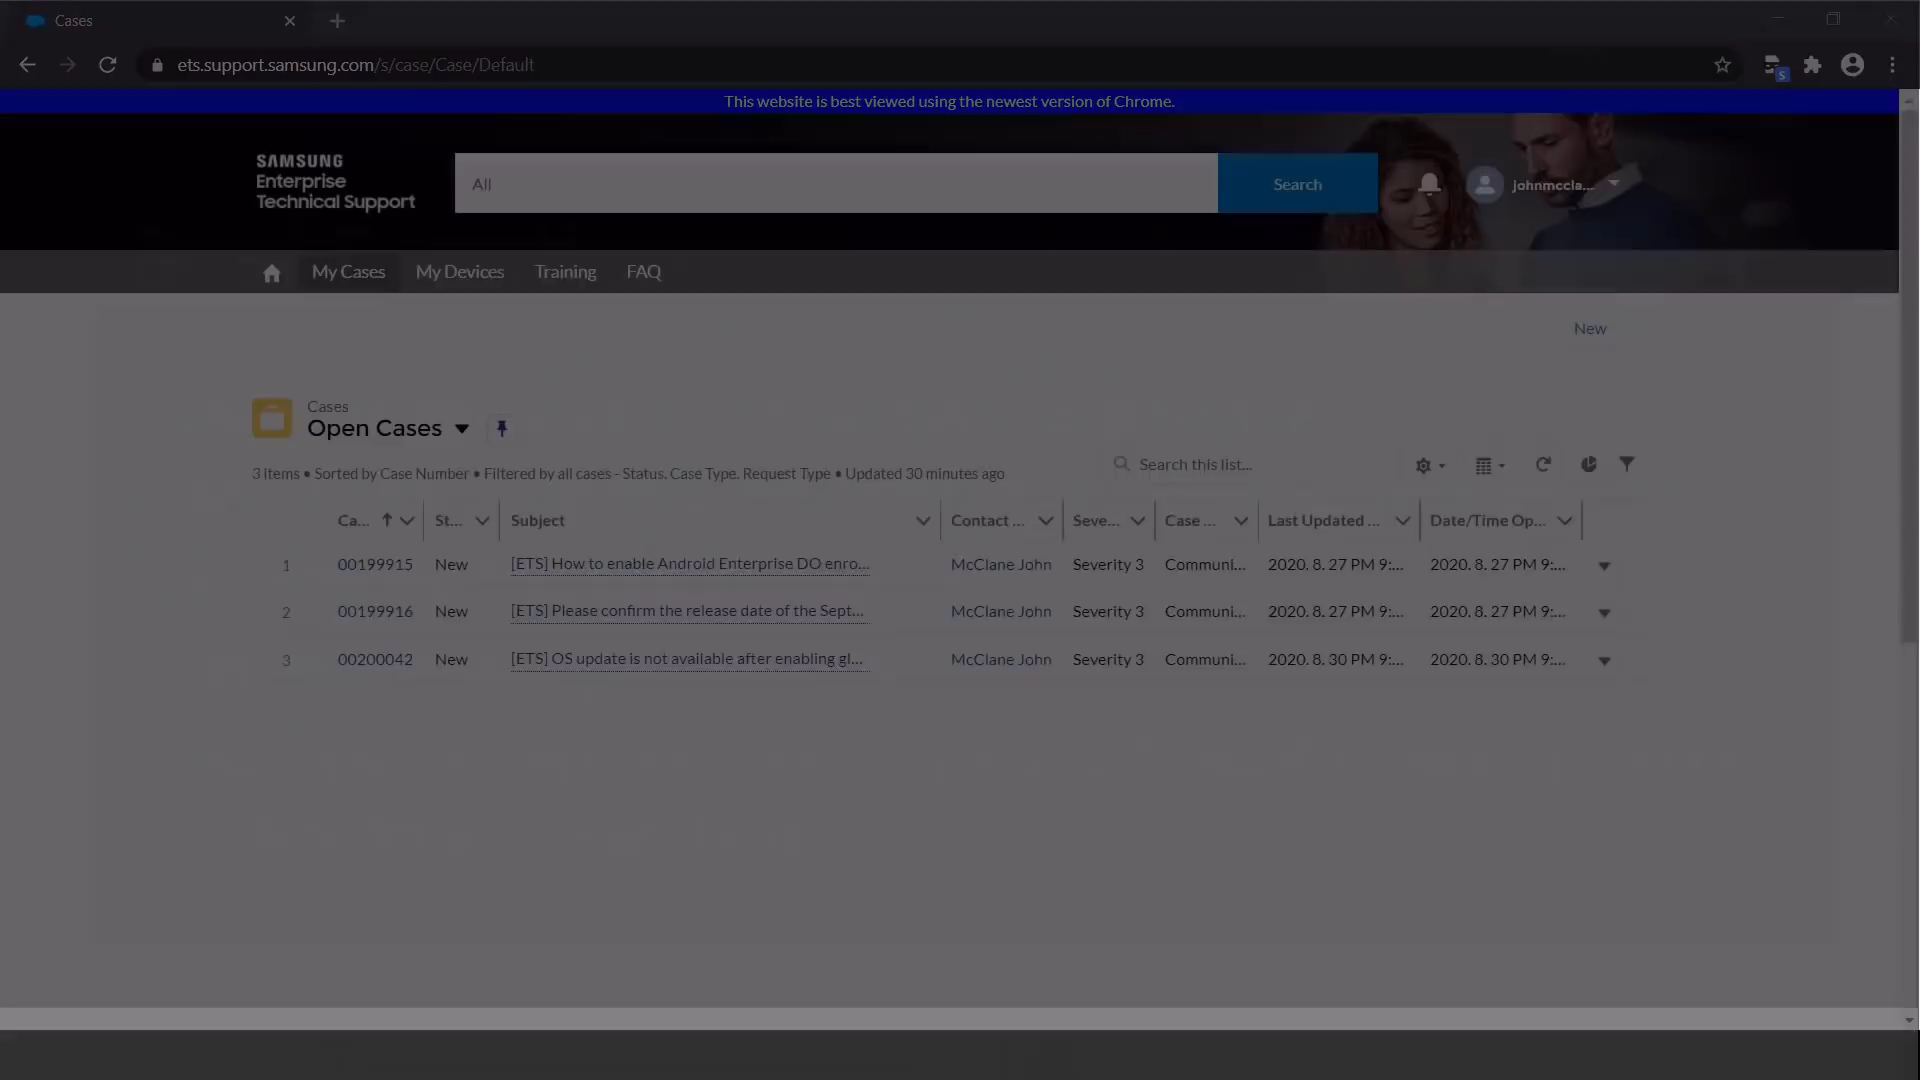 Cases
ets.support.samsung.com/s/case/Case/Default
This website is best viewed using the newest version of Chrome.
SAMSUNG
Enterprise
Technical Support
All
Search
johnmccla...
My Cases
My Devices
Training
FAQ
New
Cases
Open Cases
3 items • Sorted by Case Number • Filtered by all cases - Status, Case Type, Request Type • Updated 30 minutes ago
Search this list...
Ca... St... Subject Contact ... Seve... Case ... Last Updated ... Date/Time Op...
1 00199915 New [ETS] How to enable Android Enterprise DO enro... McClane John Severity 3 Communi... 2020. 8. 27 PM 9:... 2020. 8. 27 PM 9:...
2 00199916 New [ETS] Please confirm the release date of the Sept... McClane John Severity 3 Communi... 2020. 8. 27 PM 9:... 2020. 8. 27 PM 9:...
3 00200042 New [ETS] OS update is not available after enabling gl... McClane John Severity 3 Communi... 2020. 8. 30 PM 9:... 2020. 8. 30 PM 9:...